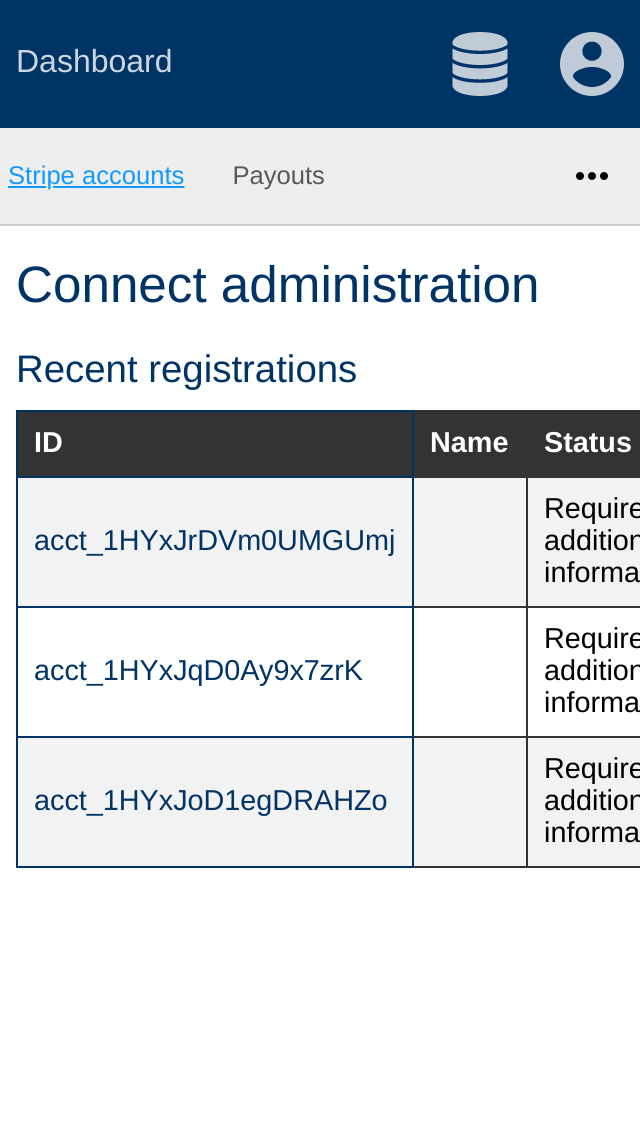 Dashboard
Stripe accounts Payouts
Connect administration
Recent registrations
ID Name Status
acct_1HYxJrDVm0UMGUmj
Require
addition
informa
acct_1HYxJqD0Ay9x7zrK
Require
addition
informa
acct_1HYxJoD1egDRAHZo
Require
addition
informa